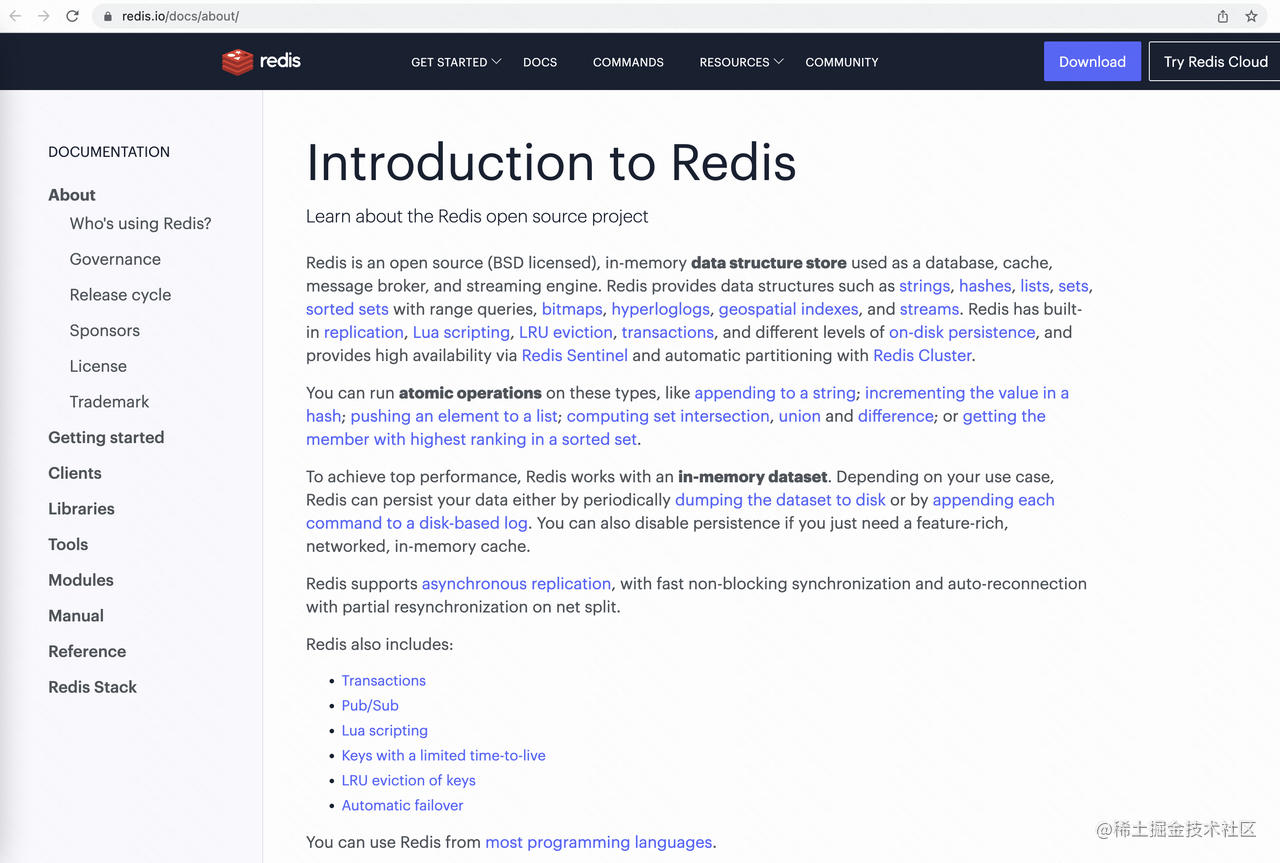 redis.io/docs/about/
redis
GET STARTED
DOCS
COMMANDS
RESOURCES
COMMUNITY
Download
Try Redis Cloud
DOCUMENTATION
About
Who's using Redis?
Governance
Release cycle
Sponsors
License
Trademark
Getting started
Clients
Libraries
Tools
Modules
Manual
Reference
Redis Stack
Introduction to Redis
Learn about the Redis open source project
Redis is an open source (BSD licensed), in-memory data structure store used as a database, cache,
message broker, and streaming engine. Redis provides data structures such as strings, hashes, lists, sets,
sorted sets with range queries, bitmaps, hyperloglogs, geospatial indexes, and streams. Redis has built-
in replication, Lua scripting, LRU eviction, transactions, and different levels of on-disk persistence, and
provides high availability via Redis Sentinel and automatic partitioning with Redis Cluster.
You can run atomic operations on these types, like appending to a string; incrementing the value in a
hash; pushing an element to a list; computing set intersection, union and difference; or getting the
member with highest ranking in a sorted set.
To achieve top performance, Redis works with an in-memory dataset. Depending on your use case,
Redis can persist your data either by periodically dumping the dataset to disk or by appending each
command to a disk-based log. You can also disable persistence if you just need a feature-rich,
networked, in-memory cache.
Redis supports asynchronous replication, with fast non-blocking synchronization and auto-reconnection
with partial resynchronization on net split.
Redis also includes:
• Transactions
• Pub/Sub
• Lua scripting
• Keys with a limited time-to-live
• LRU eviction of keys
• Automatic failover
You can use Redis from most programming languages.
@稀土掘金技术社区